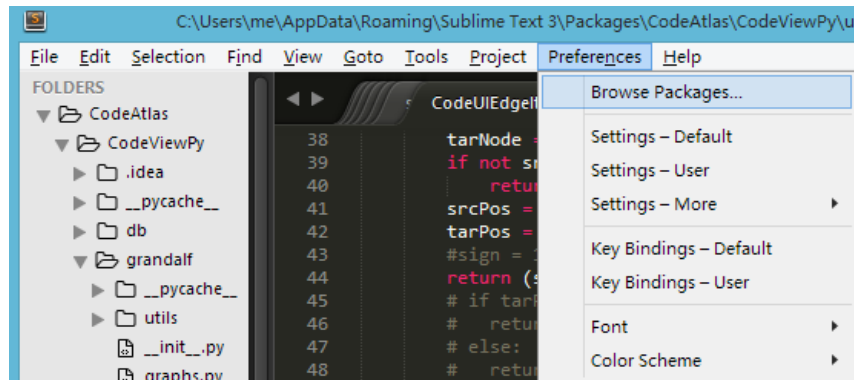 C:\Users\me\AppData\Roaming\Sublime Text 3\Packages\CodeAtlas\CodeViewPy\u
File Edit Selection Find View Goto Tools Project Preferences Help
FOLDERS
CodeAtlas
CodeViewPy
.idea
__pycache__
db
grandalf
__pycache__
utils
__init__.py
graphs.py
CodeUIEdgeIt
38 tarNode =
39 if not sr
40 retur
41 srcPos =
42 tarPos =
43 #sign = 1
44 return (s
45 # if tarP
46 # retur
47 # else:
48 # retur
Browse Packages...
Settings – Default
Settings – User
Settings – More
Key Bindings – Default
Key Bindings – User
Font
Color Scheme